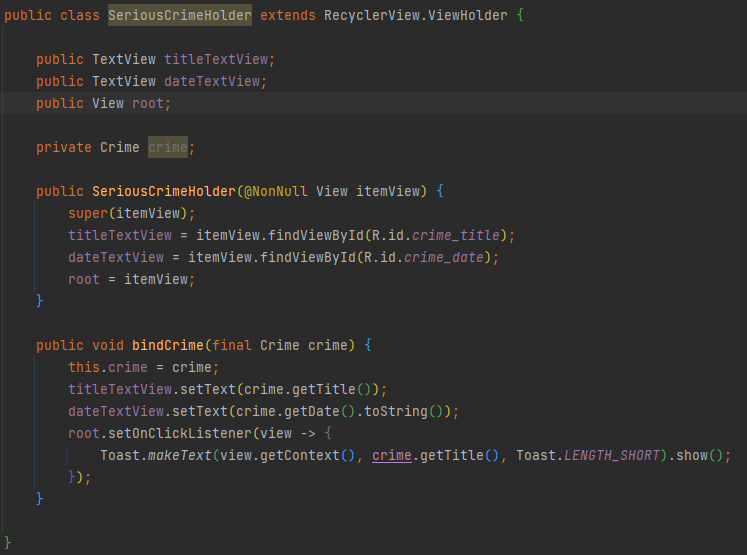 public class SeriousCrimeHolder extends RecyclerView.ViewHolder {
public TextView titleTextView;
public TextView dateTextView;
public View root;
private Crime crime;
public SeriousCrimeHolder(@NonNull View itemView) {
super(itemView);
titleTextView = itemView.findViewById(R.id.crime_title);
dateTextView = itemView.findViewById(R.id.crime_date);
root = itemView;
}
public void bindCrime(final Crime crime) {
this.crime = crime;
titleTextView.setText(crime.getTitle());
dateTextView.setText(crime.getDate().toString());
root.setOnClickListener(view -> {
Toast.makeText(view.getContext(), crime.getTitle(), Toast.LENGTH_SHORT).show();
});
}
}